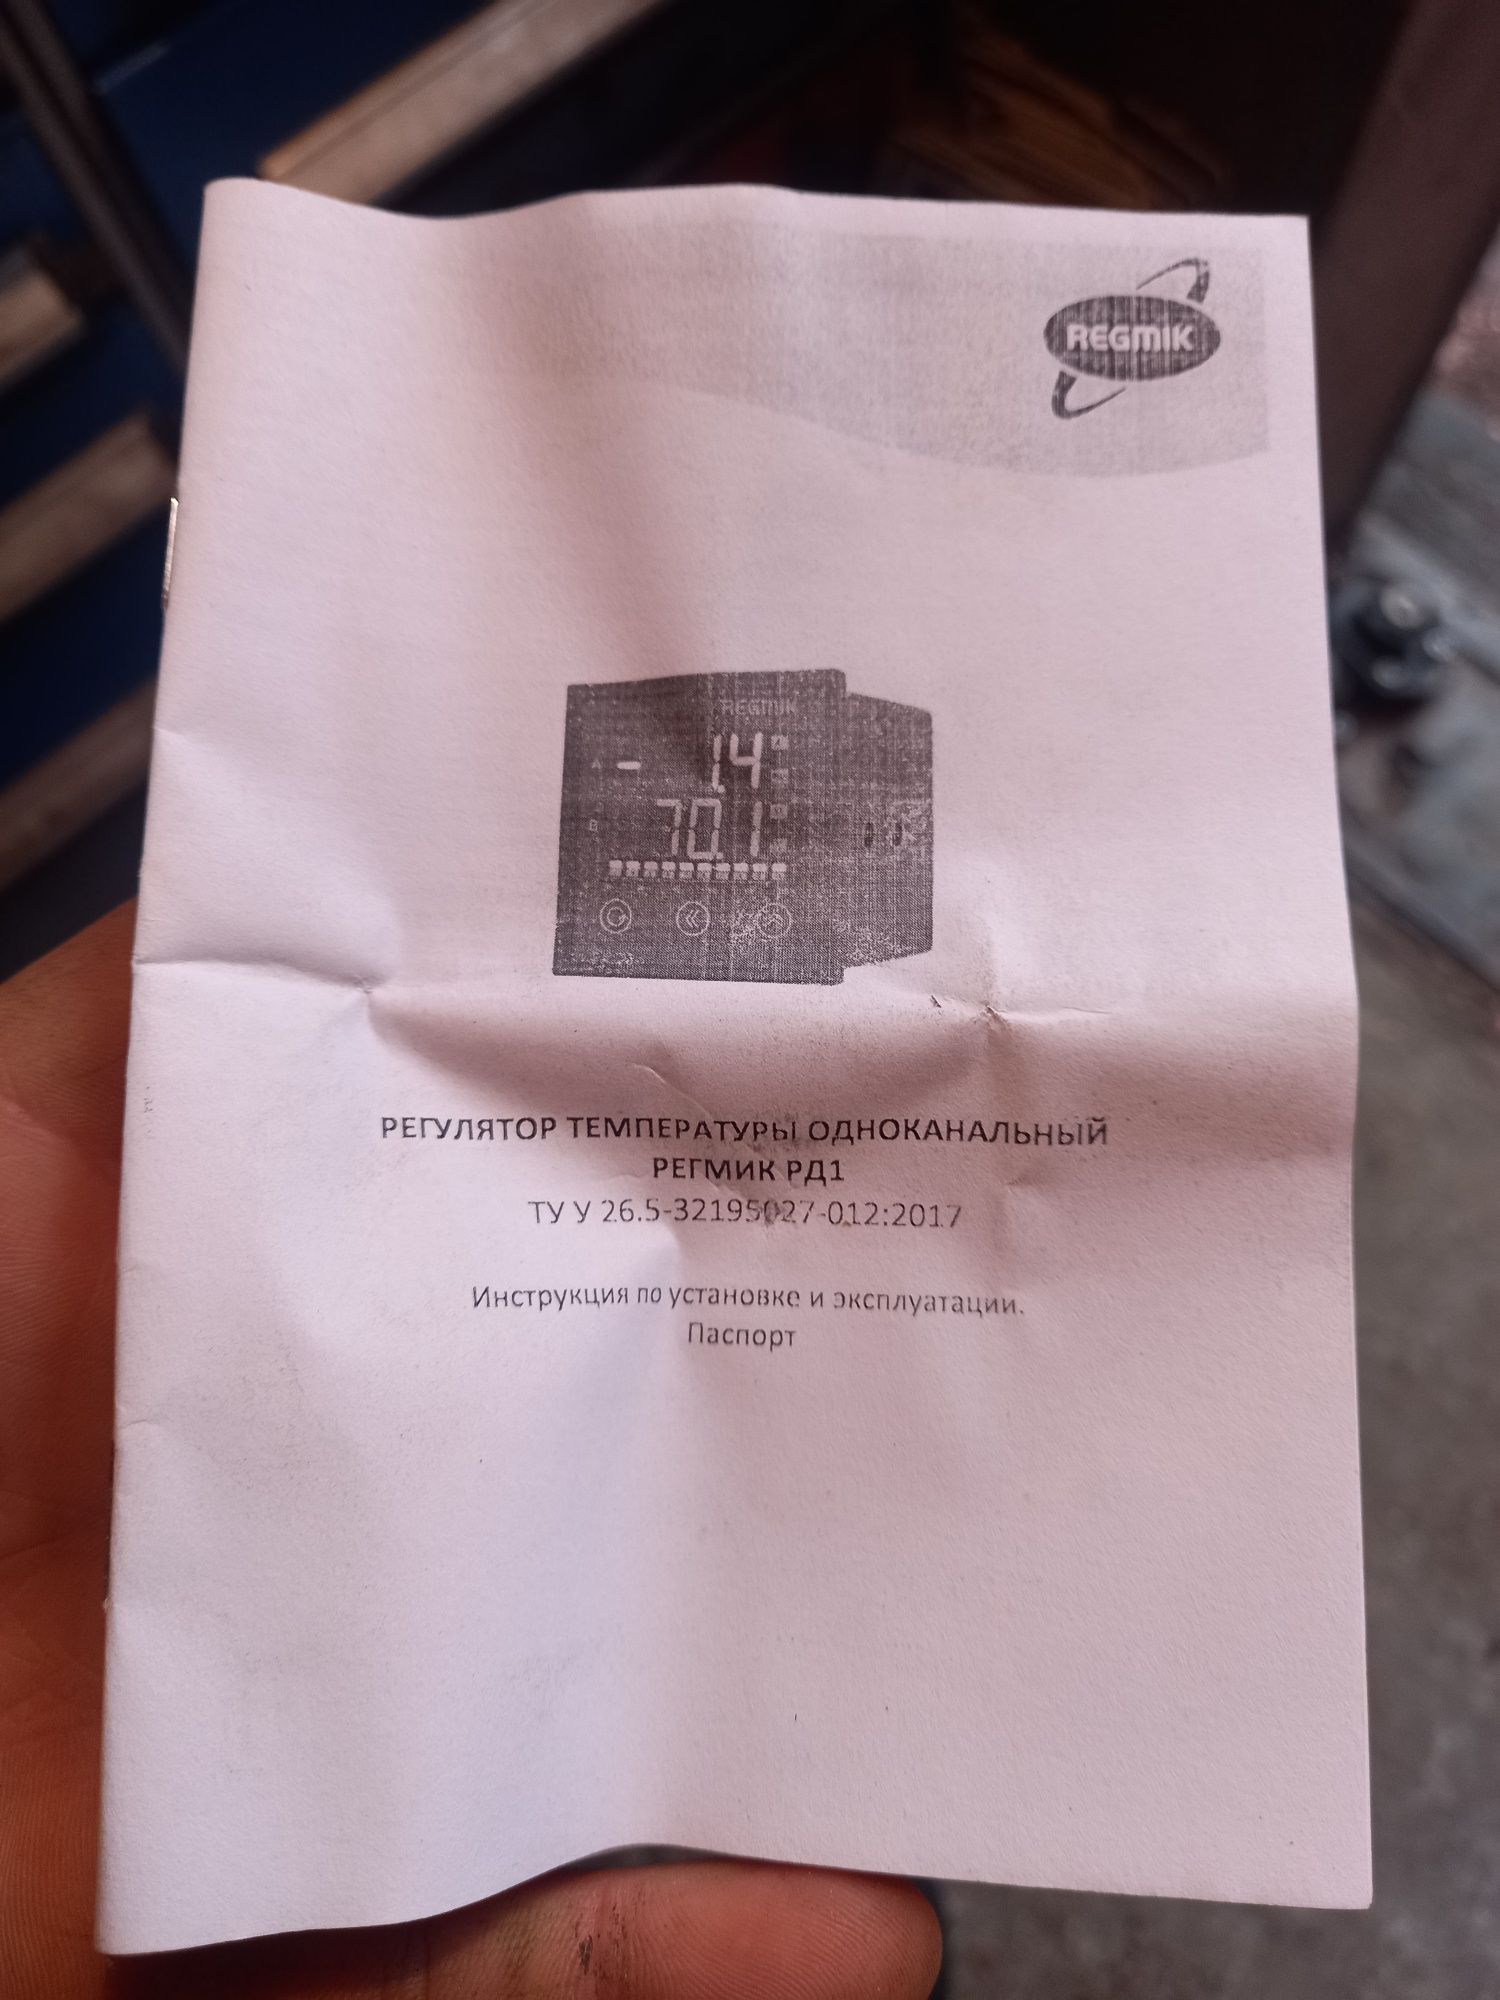 REGMIK
REGMIK
A
1.4
B
70.1
РЕГУЛЯТОР ТЕМПЕРАТУРЫ ОДНОКАНАЛЬНЫЙ
РЕГМИК РД1
ТУ У 26.5-32195027-012:2017
Инструкция по установке и эксплуатации.
Паспорт